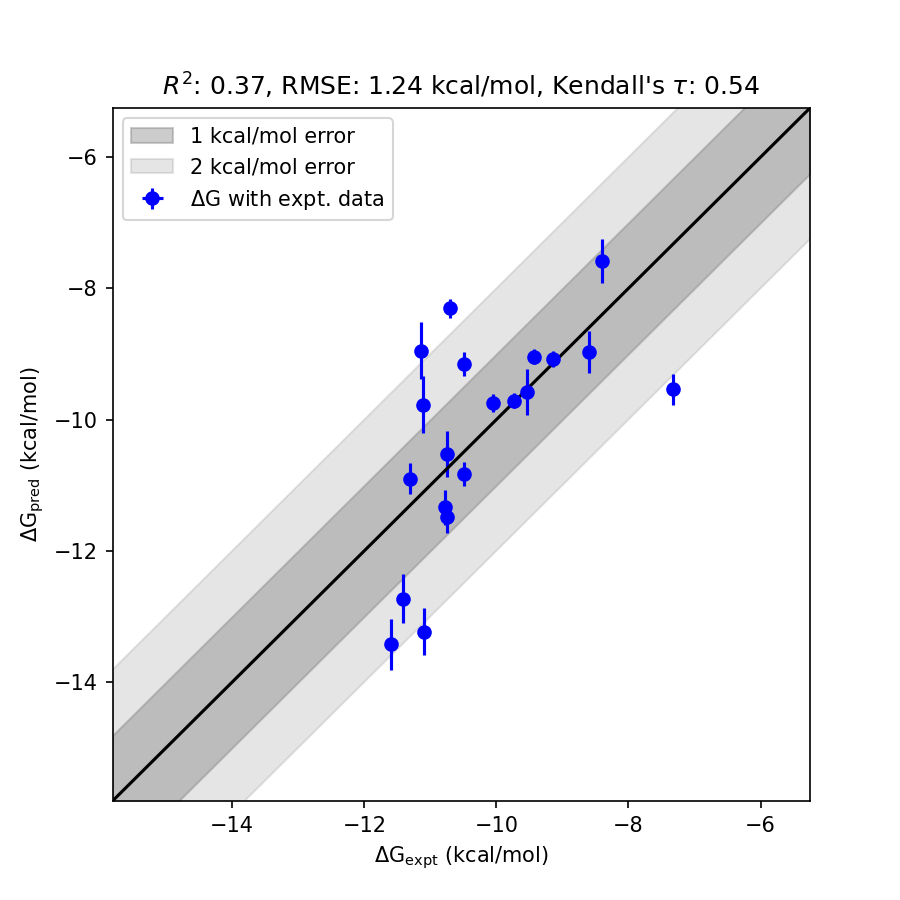 R²: 0.37, RMSE: 1.24 kcal/mol, Kendall's τ: 0.54
1 kcal/mol error
2 kcal/mol error
ΔG with expt. data
−6
−8
−10
−12
−14
ΔGpred (kcal/mol)
−14 −12 −10 −8 −6
ΔGexpt (kcal/mol)